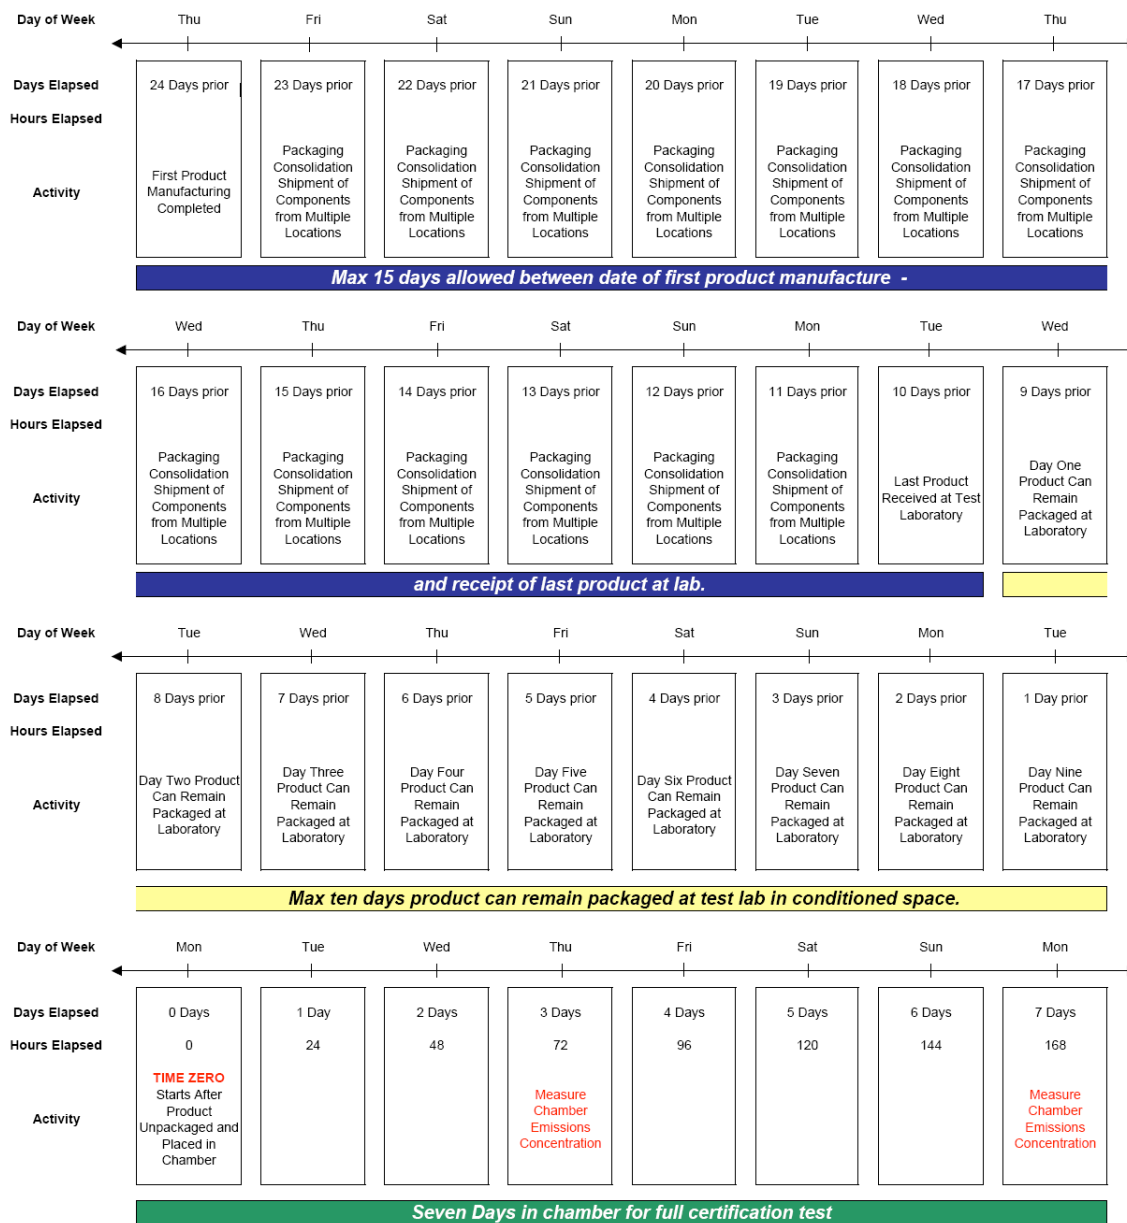 Day of Week Thu Fri Sat Sun Mon Tue Wed Thu
Days Elapsed 24 Days prior 23 Days prior 22 Days prior 21 Days prior 20 Days prior 19 Days prior 18 Days prior 17 Days prior
Hours Elapsed
Activity
First Product
Manufacturing
Completed
Packaging
Consolidation
Shipment of
Components
from Multiple
Locations
Packaging
Consolidation
Shipment of
Components
from Multiple
Locations
Packaging
Consolidation
Shipment of
Components
from Multiple
Locations
Packaging
Consolidation
Shipment of
Components
from Multiple
Locations
Packaging
Consolidation
Shipment of
Components
from Multiple
Locations
Packaging
Consolidation
Shipment of
Components
from Multiple
Locations
Packaging
Consolidation
Shipment of
Components
from Multiple
Locations
Max 15 days allowed between date of first product manufacture -
Day of Week Wed Thu Fri Sat Sun Mon Tue Wed
Days Elapsed 16 Days prior 15 Days prior 14 Days prior 13 Days prior 12 Days prior 11 Days prior 10 Days prior 9 Days prior
Hours Elapsed
Activity
Packaging
Consolidation
Shipment of
Components
from Multiple
Locations
Packaging
Consolidation
Shipment of
Components
from Multiple
Locations
Packaging
Consolidation
Shipment of
Components
from Multiple
Locations
Packaging
Consolidation
Shipment of
Components
from Multiple
Locations
Packaging
Consolidation
Shipment of
Components
from Multiple
Locations
Packaging
Consolidation
Shipment of
Components
from Multiple
Locations
Last Product
Received at Test
Laboratory
Day One
Product Can
Remain
Packaged at
Laboratory
and receipt of last product at lab.
Day of Week Tue Wed Thu Fri Sat Sun Mon Tue
Days Elapsed 8 Days prior 7 Days prior 6 Days prior 5 Days prior 4 Days prior 3 Days prior 2 Days prior 1 Day prior
Hours Elapsed
Activity
Day Two Product
Can Remain
Packaged at
Laboratory
Day Three
Product Can
Remain
Packaged at
Laboratory
Day Four
Product Can
Remain
Packaged at
Laboratory
Day Five
Product Can
Remain
Packaged at
Laboratory
Day Six Product
Can Remain
Packaged at
Laboratory
Day Seven
Product Can
Remain
Packaged at
Laboratory
Day Eight
Product Can
Remain
Packaged at
Laboratory
Day Nine
Product Can
Remain
Packaged at
Laboratory
Max ten days product can remain packaged at test lab in conditioned space.
Day of Week Mon Tue Wed Thu Fri Sat Sun Mon
Days Elapsed 0 Days 1 Day 2 Days 3 Days 4 Days 5 Days 6 Days 7 Days
Hours Elapsed 0 24 48 72 96 120 144 168
Activity
TIME ZERO
Starts After
Product
Unpackaged and
Placed in
Chamber
Measure
Chamber
Emissions
Concentration
Measure
Chamber
Emissions
Concentration
Seven Days in chamber for full certification test